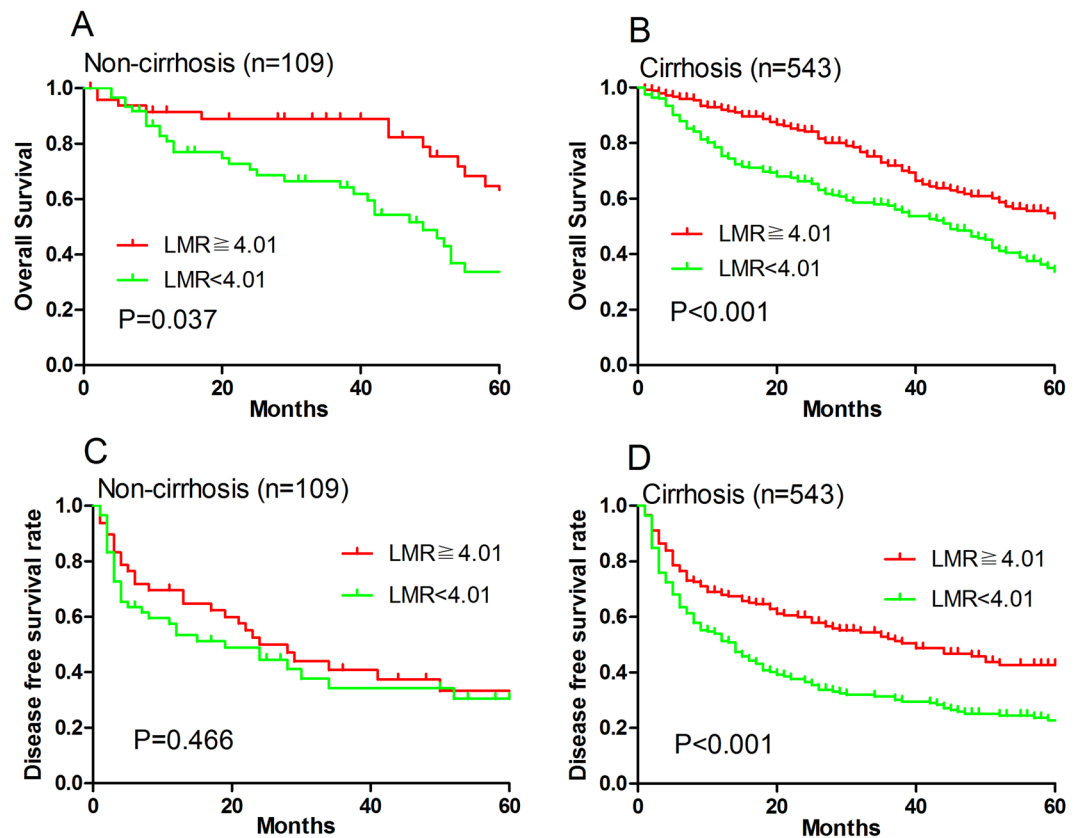 A
Non-cirrhosis (n=109)
1.0
0.8
0.6
0.4
0.2
0.0
Overall Survival
LMR≧4.01
LMR<4.01
P=0.037
0
20
40
60
Months
B
Cirrhosis (n=543)
1.0
0.8
0.6
0.4
0.2
0.0
Overall Survival
LMR≧4.01
LMR<4.01
P<0.001
0
20
40
60
Months
C
Non-cirrhosis (n=109)
1.0
0.8
0.6
0.4
0.2
0.0
Disease free survival rate
LMR≧4.01
LMR<4.01
P=0.466
0
20
40
60
Months
D
Cirrhosis (n=543)
1.0
0.8
0.6
0.4
0.2
0.0
Disease free survival rate
LMR≧4.01
LMR<4.01
P<0.001
0
20
40
60
Months